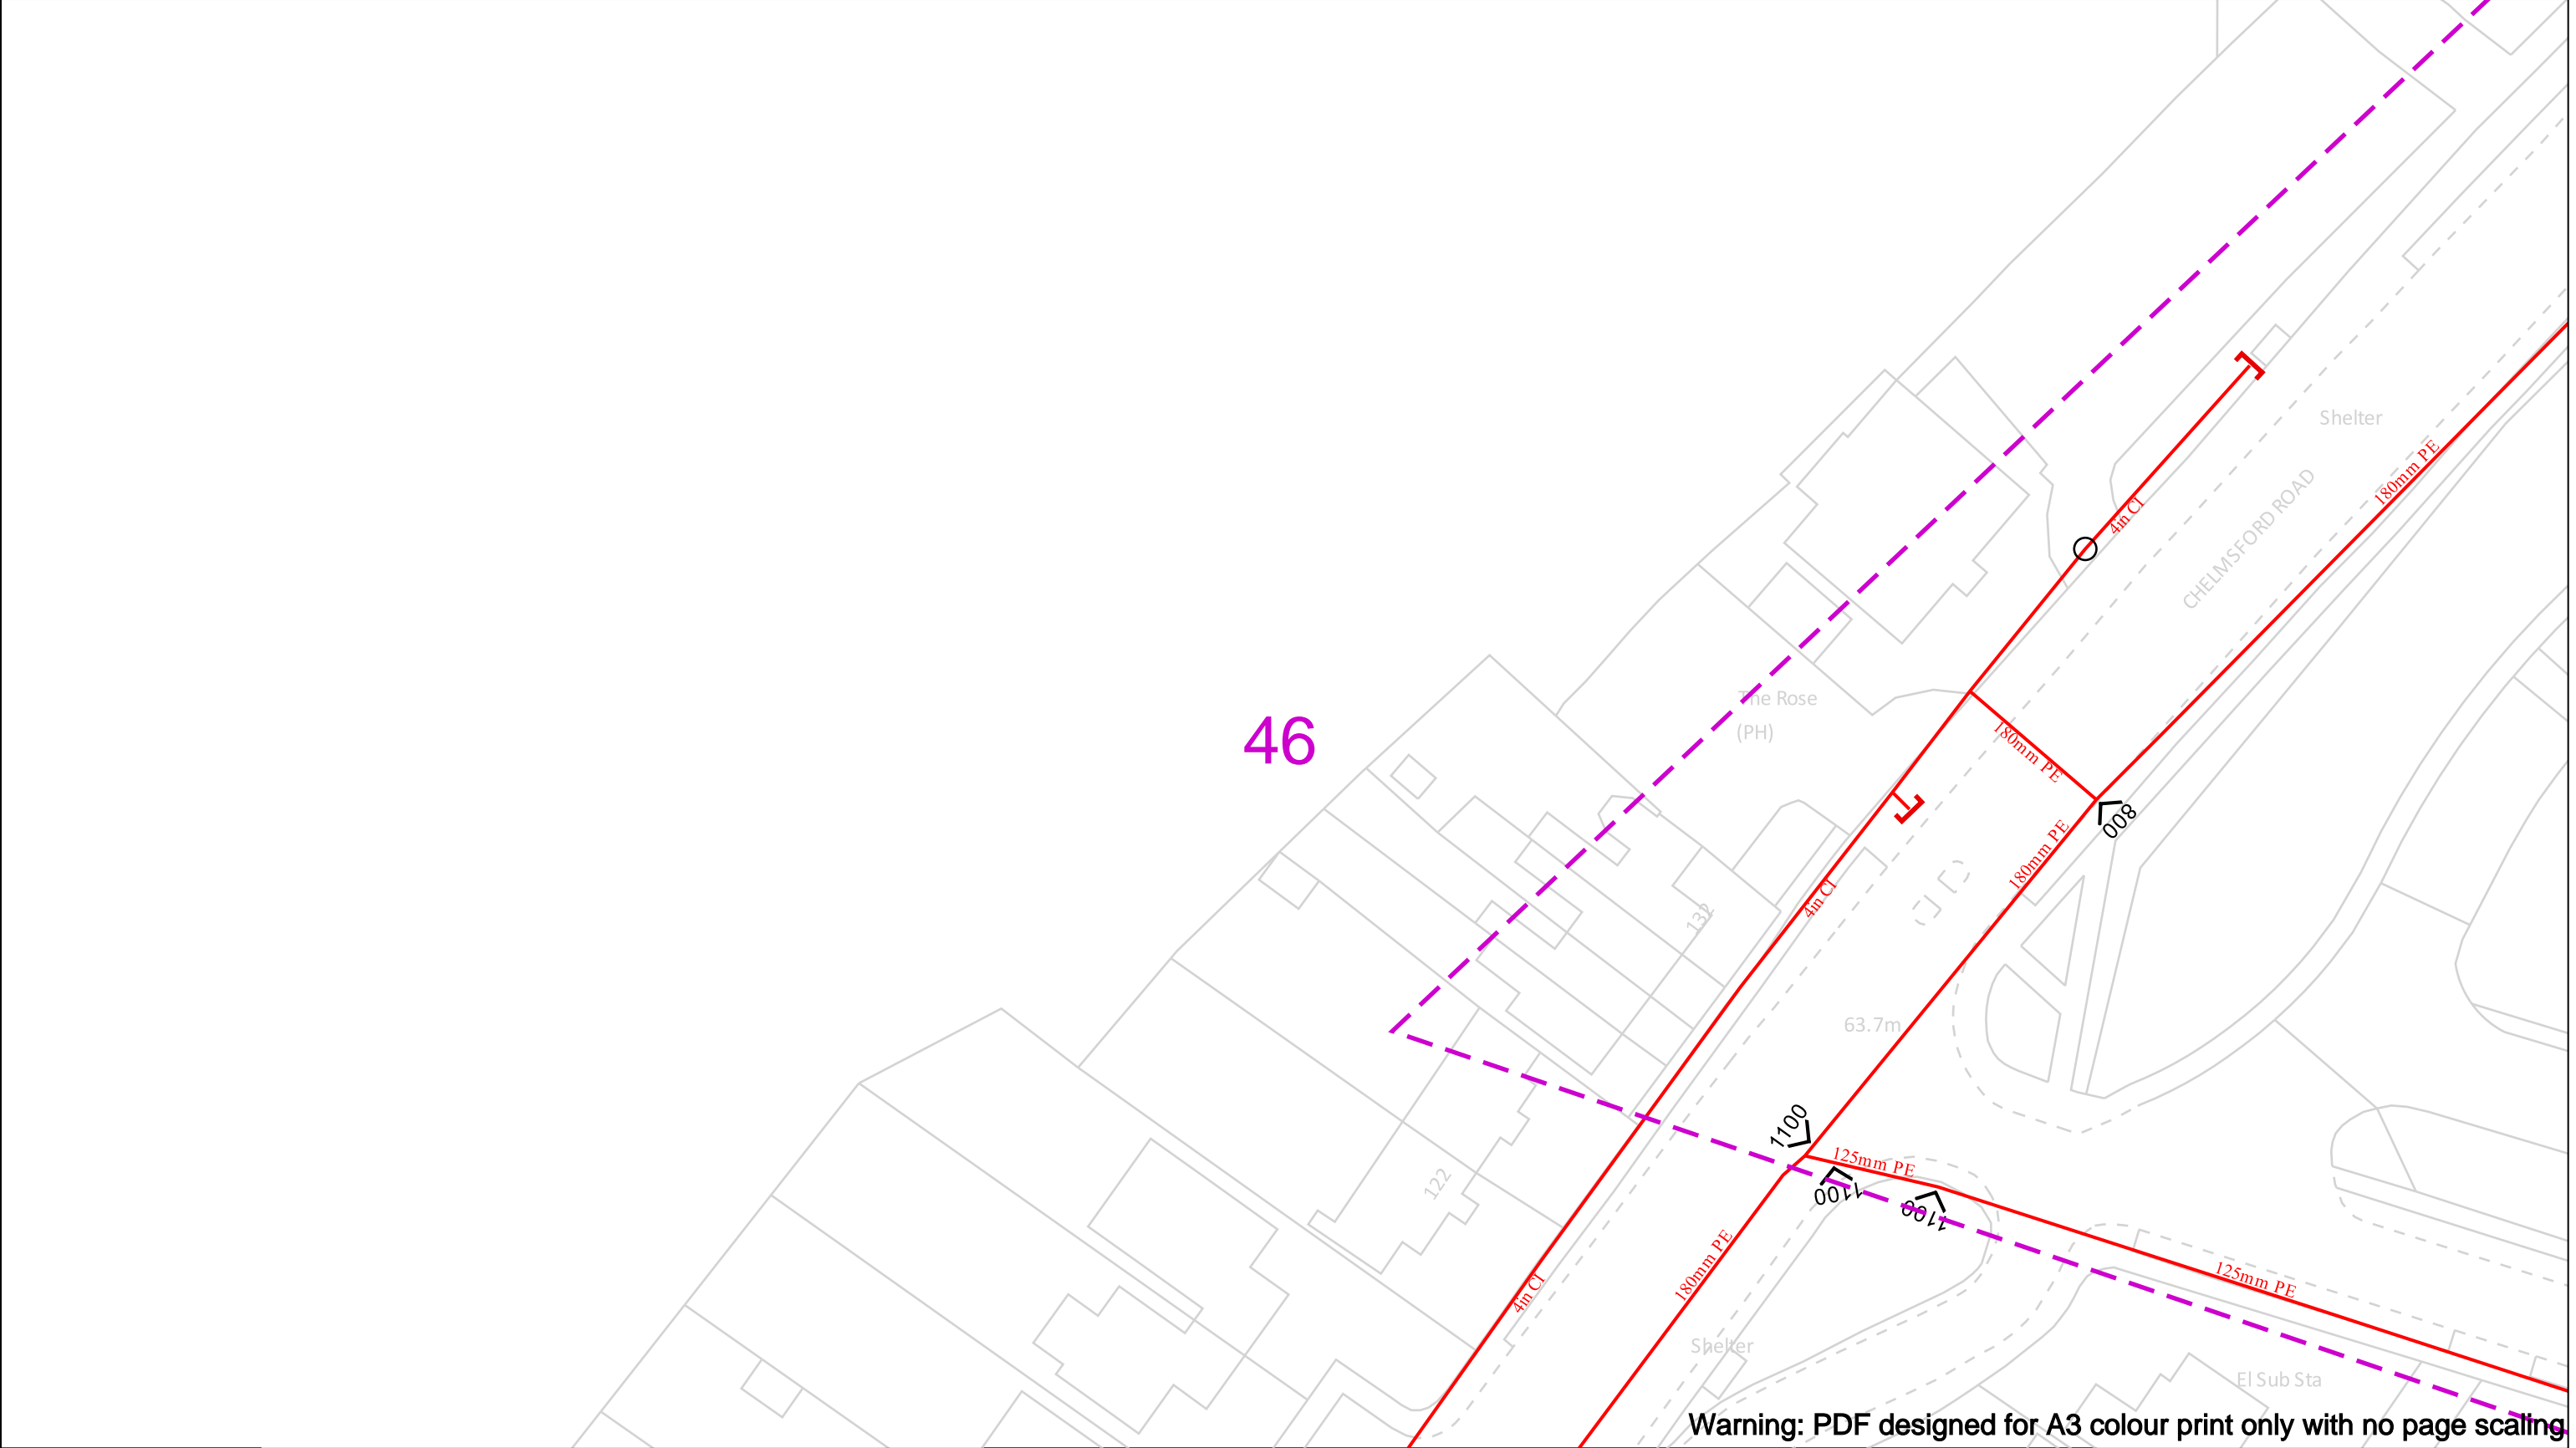 Shelter
180mm PE
CHELMSFORD ROAD
4in CI
46
The Rose
(PH)
180mm PE
008
180mm PE
4in CI
132
63.7m
1100
125mm PE
1100
1100
122
180mm PE
125mm PE
4in CI
Shelter
El Sub Sta
Warning: PDF designed for A3 colour print only with no page scaling